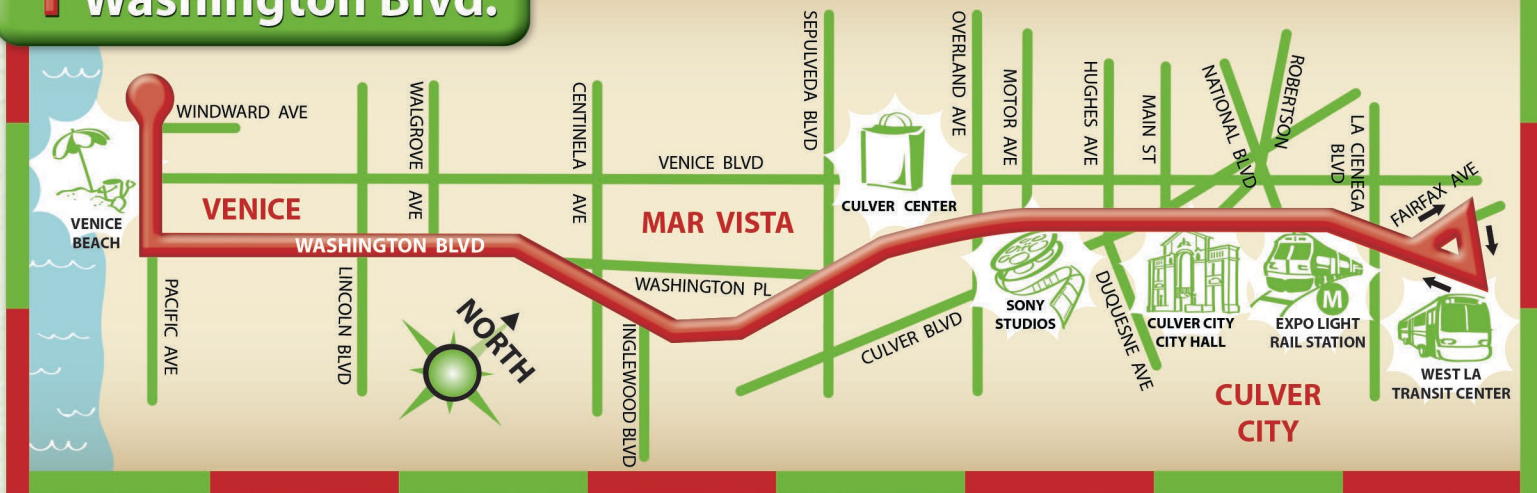 1 Washington Blvd.
WINDWARD AVE
VENICE
BEACH
VENICE
WASHINGTON BLVD
PACIFIC AVE
LINCOLN BLVD
WALGROVE AVE
NORTH
CENTINELA AVE
VENICE BLVD
MAR VISTA
WASHINGTON PL
INGLEWOOD BLVD
SEPULVEDA BLVD
CULVER CENTER
CULVER BLVD
OVERLAND AVE
MOTOR AVE
SONY
STUDIOS
HUGHES AVE
DUQUESNE AVE
MAIN ST
CULVER CITY
CITY HALL
NATIONAL BLVD
ROBERTSON
M
EXPO LIGHT
RAIL STATION
CULVER
CITY
LA CIENEGA
BLVD
FAIRFAX AVE
WEST LA
TRANSIT CENTER